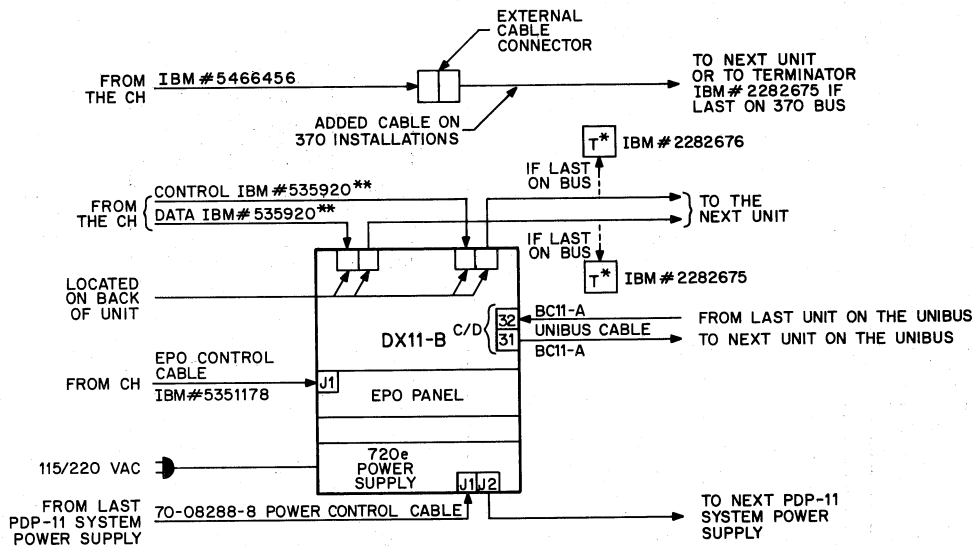 EXTERNAL
CABLE
CONNECTOR
FROM
THE CH
IBM #5466456
TO NEXT UNIT
OR TO TERMINATOR
IBM# 2282675 IF
LAST ON 370 BUS
ADDED CABLE ON
370 INSTALLATIONS
T*
IBM #2282676
IF LAST
ON BUS
FROM
THE CH
CONTROL IBM #535920**
DATA IBM#535920**
TO THE
NEXT UNIT
IF LAST
ON BUS
T*
IBM #2282675
LOCATED
ON BACK
OF UNIT
DX11-B
C/D
32
31
BC11-A
UNIBUS CABLE
BC11-A
FROM LAST UNIT ON THE UNIBUS
TO NEXT UNIT ON THE UNIBUS
FROM CH
EPO CONTROL
CABLE
IBM#5351178
J1
EPO PANEL
115/220 VAC
720e
POWER
SUPPLY
J1
J2
FROM LAST
PDP-11 SYSTEM
POWER SUPPLY
70-08288-8 POWER CONTROL CABLE
TO NEXT PDP-11
SYSTEM POWER
SUPPLY